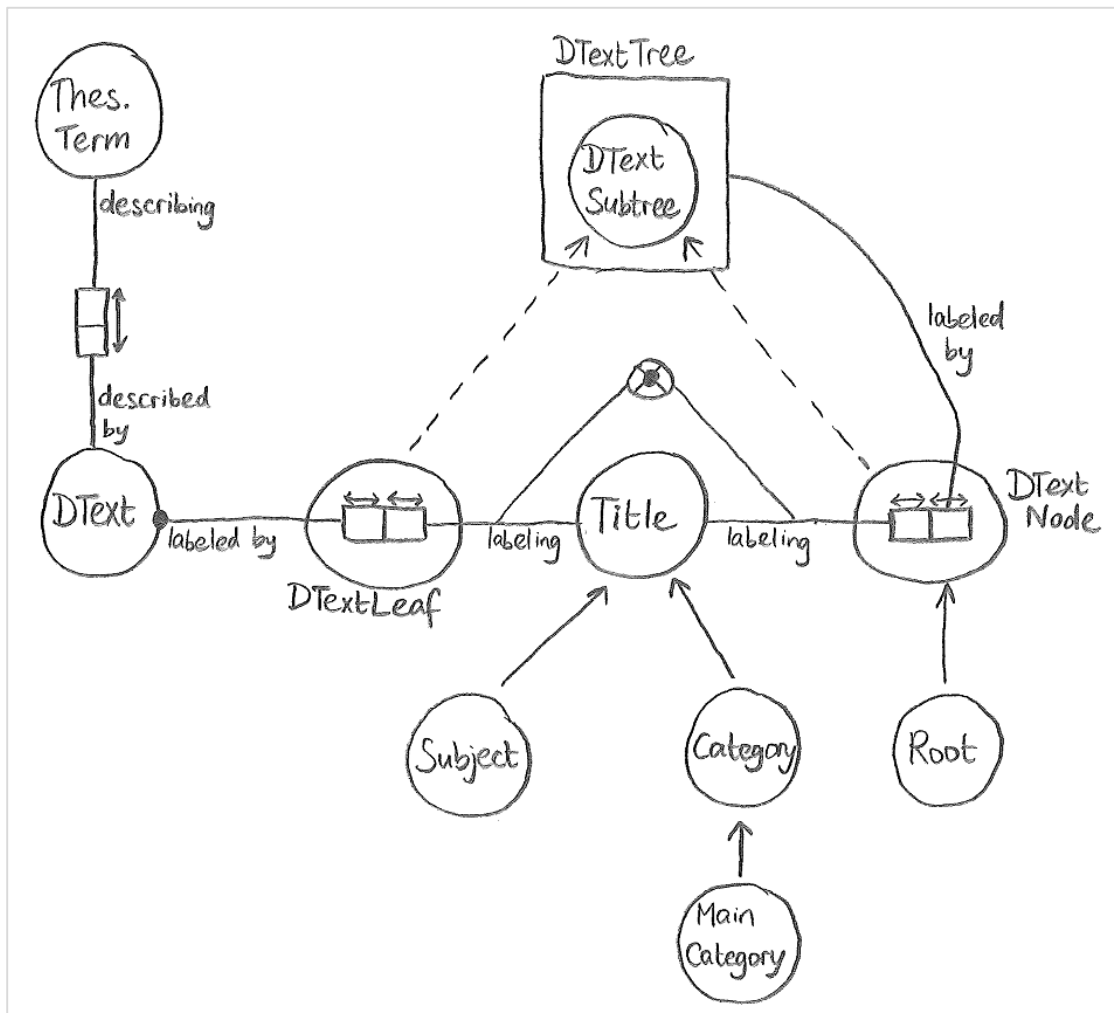 DTextTree
Thes.
Term
DText
Subtree
describing
labeled
by
described
by
DText
labeled by
DTextLeaf
labeling
Title
labeling
DText
Node
Subject
Category
Root
Main
Category